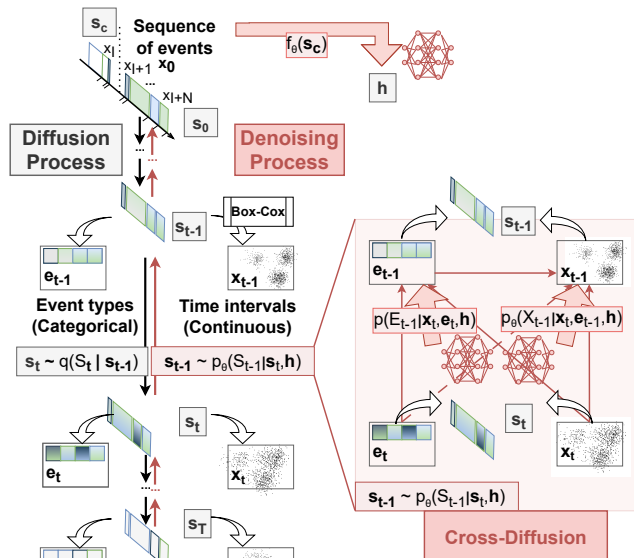 s_c
Sequence
of events
x_0
x_I
x_{I+1}
...
x_{I+N}
s_0
f_θ(s_c)
h
Diffusion
Process
Denoising
Process
...
...
s_{t-1}
Box-Cox
e_{t-1}
x_{t-1}
Event types
(Categorical)
Time intervals
(Continuous)
s_t ~ q(S_t | s_{t-1})
s_{t-1} ~ p_θ(S_{t-1}|s_t,h)
s_t
e_t
x_t
...
...
s_T
s_{t-1}
e_{t-1}
x_{t-1}
p(E_{t-1}|x_t,e_t,h)
p_θ(X_{t-1}|x_t,e_{t-1},h)
e_t
s_t
x_t
s_{t-1} ~ p_θ(S_{t-1}|s_t,h)
Cross-Diffusion